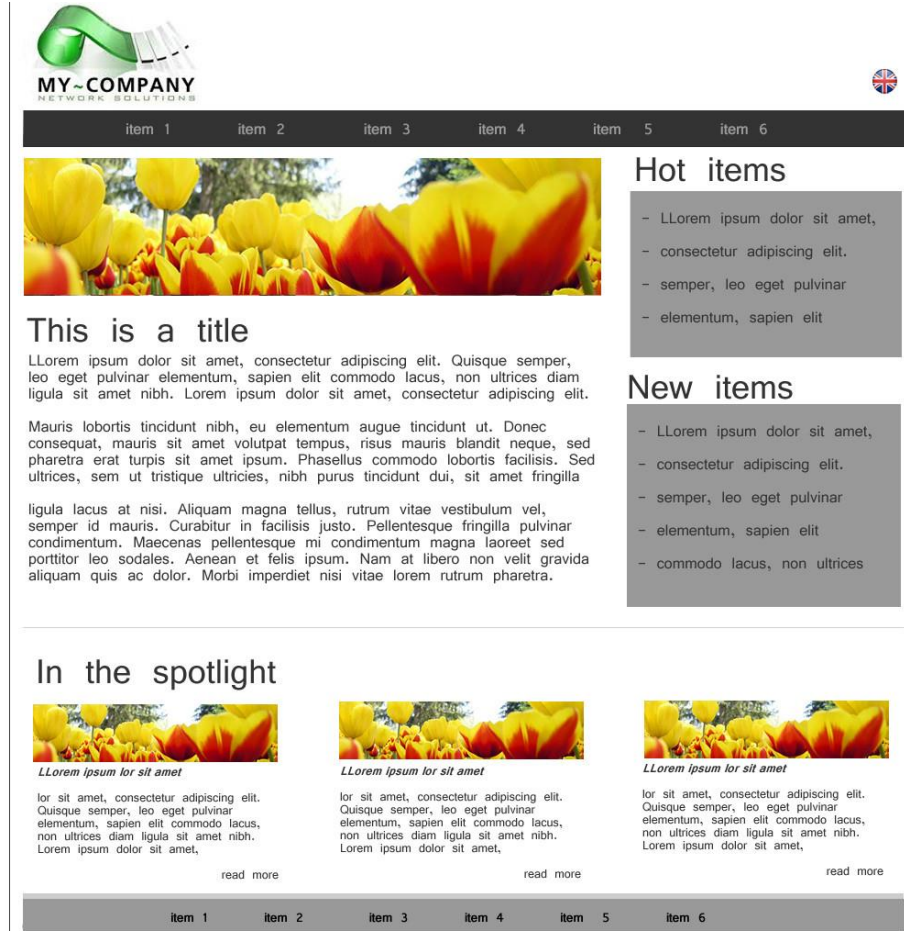 MY~COMPANY
NETWORK SOLUTIONS
item 1 item 2 item 3 item 4 item 5 item 6
This is a title
LLorem ipsum dolor sit amet, consectetur adipiscing elit. Quisque semper,
leo eget pulvinar elementum, sapien elit commodo lacus, non ultrices diam
ligula sit amet nibh. Lorem ipsum dolor sit amet, consectetur adipiscing elit.
Mauris lobortis tincidunt nibh, eu elementum augue tincidunt ut. Donec
consequat, mauris sit amet volutpat tempus, risus mauris blandit neque, sed
pharetra erat turpis sit amet ipsum. Phasellus commodo lobortis facilisis. Sed
ultrices, sem ut tristique ultricies, nibh purus tincidunt dui, sit amet fringilla
ligula lacus at nisi. Aliquam magna tellus, rutrum vitae vestibulum vel,
semper id mauris. Curabitur in facilisis justo. Pellentesque fringilla pulvinar
condimentum. Maecenas pellentesque mi condimentum magna laoreet sed
porttitor leo sodales. Aenean et felis ipsum. Nam at libero non velit gravida
aliquam quis ac dolor. Morbi imperdiet nisi vitae lorem rutrum pharetra.
Hot items
- LLorem ipsum dolor sit amet,
- consectetur adipiscing elit.
- semper, leo eget pulvinar
- elementum, sapien elit
New items
- LLorem ipsum dolor sit amet,
- consectetur adipiscing elit.
- semper, leo eget pulvinar
- elementum, sapien elit
- commodo lacus, non ultrices
In the spotlight
LLorem ipsum lor sit amet
lor sit amet, consectetur adipiscing elit.
Quisque semper, leo eget pulvinar
elementum, sapien elit commodo lacus,
non ultrices diam ligula sit amet nibh.
Lorem ipsum dolor sit amet,
read more
LLorem ipsum lor sit amet
lor sit amet, consectetur adipiscing elit.
Quisque semper, leo eget pulvinar
elementum, sapien elit commodo lacus,
non ultrices diam ligula sit amet nibh.
Lorem ipsum dolor sit amet,
read more
LLorem ipsum lor sit amet
lor sit amet, consectetur adipiscing elit.
Quisque semper, leo eget pulvinar
elementum, sapien elit commodo lacus,
non ultrices diam ligula sit amet nibh.
Lorem ipsum dolor sit amet,
read more
item 1 item 2 item 3 item 4 item 5 item 6